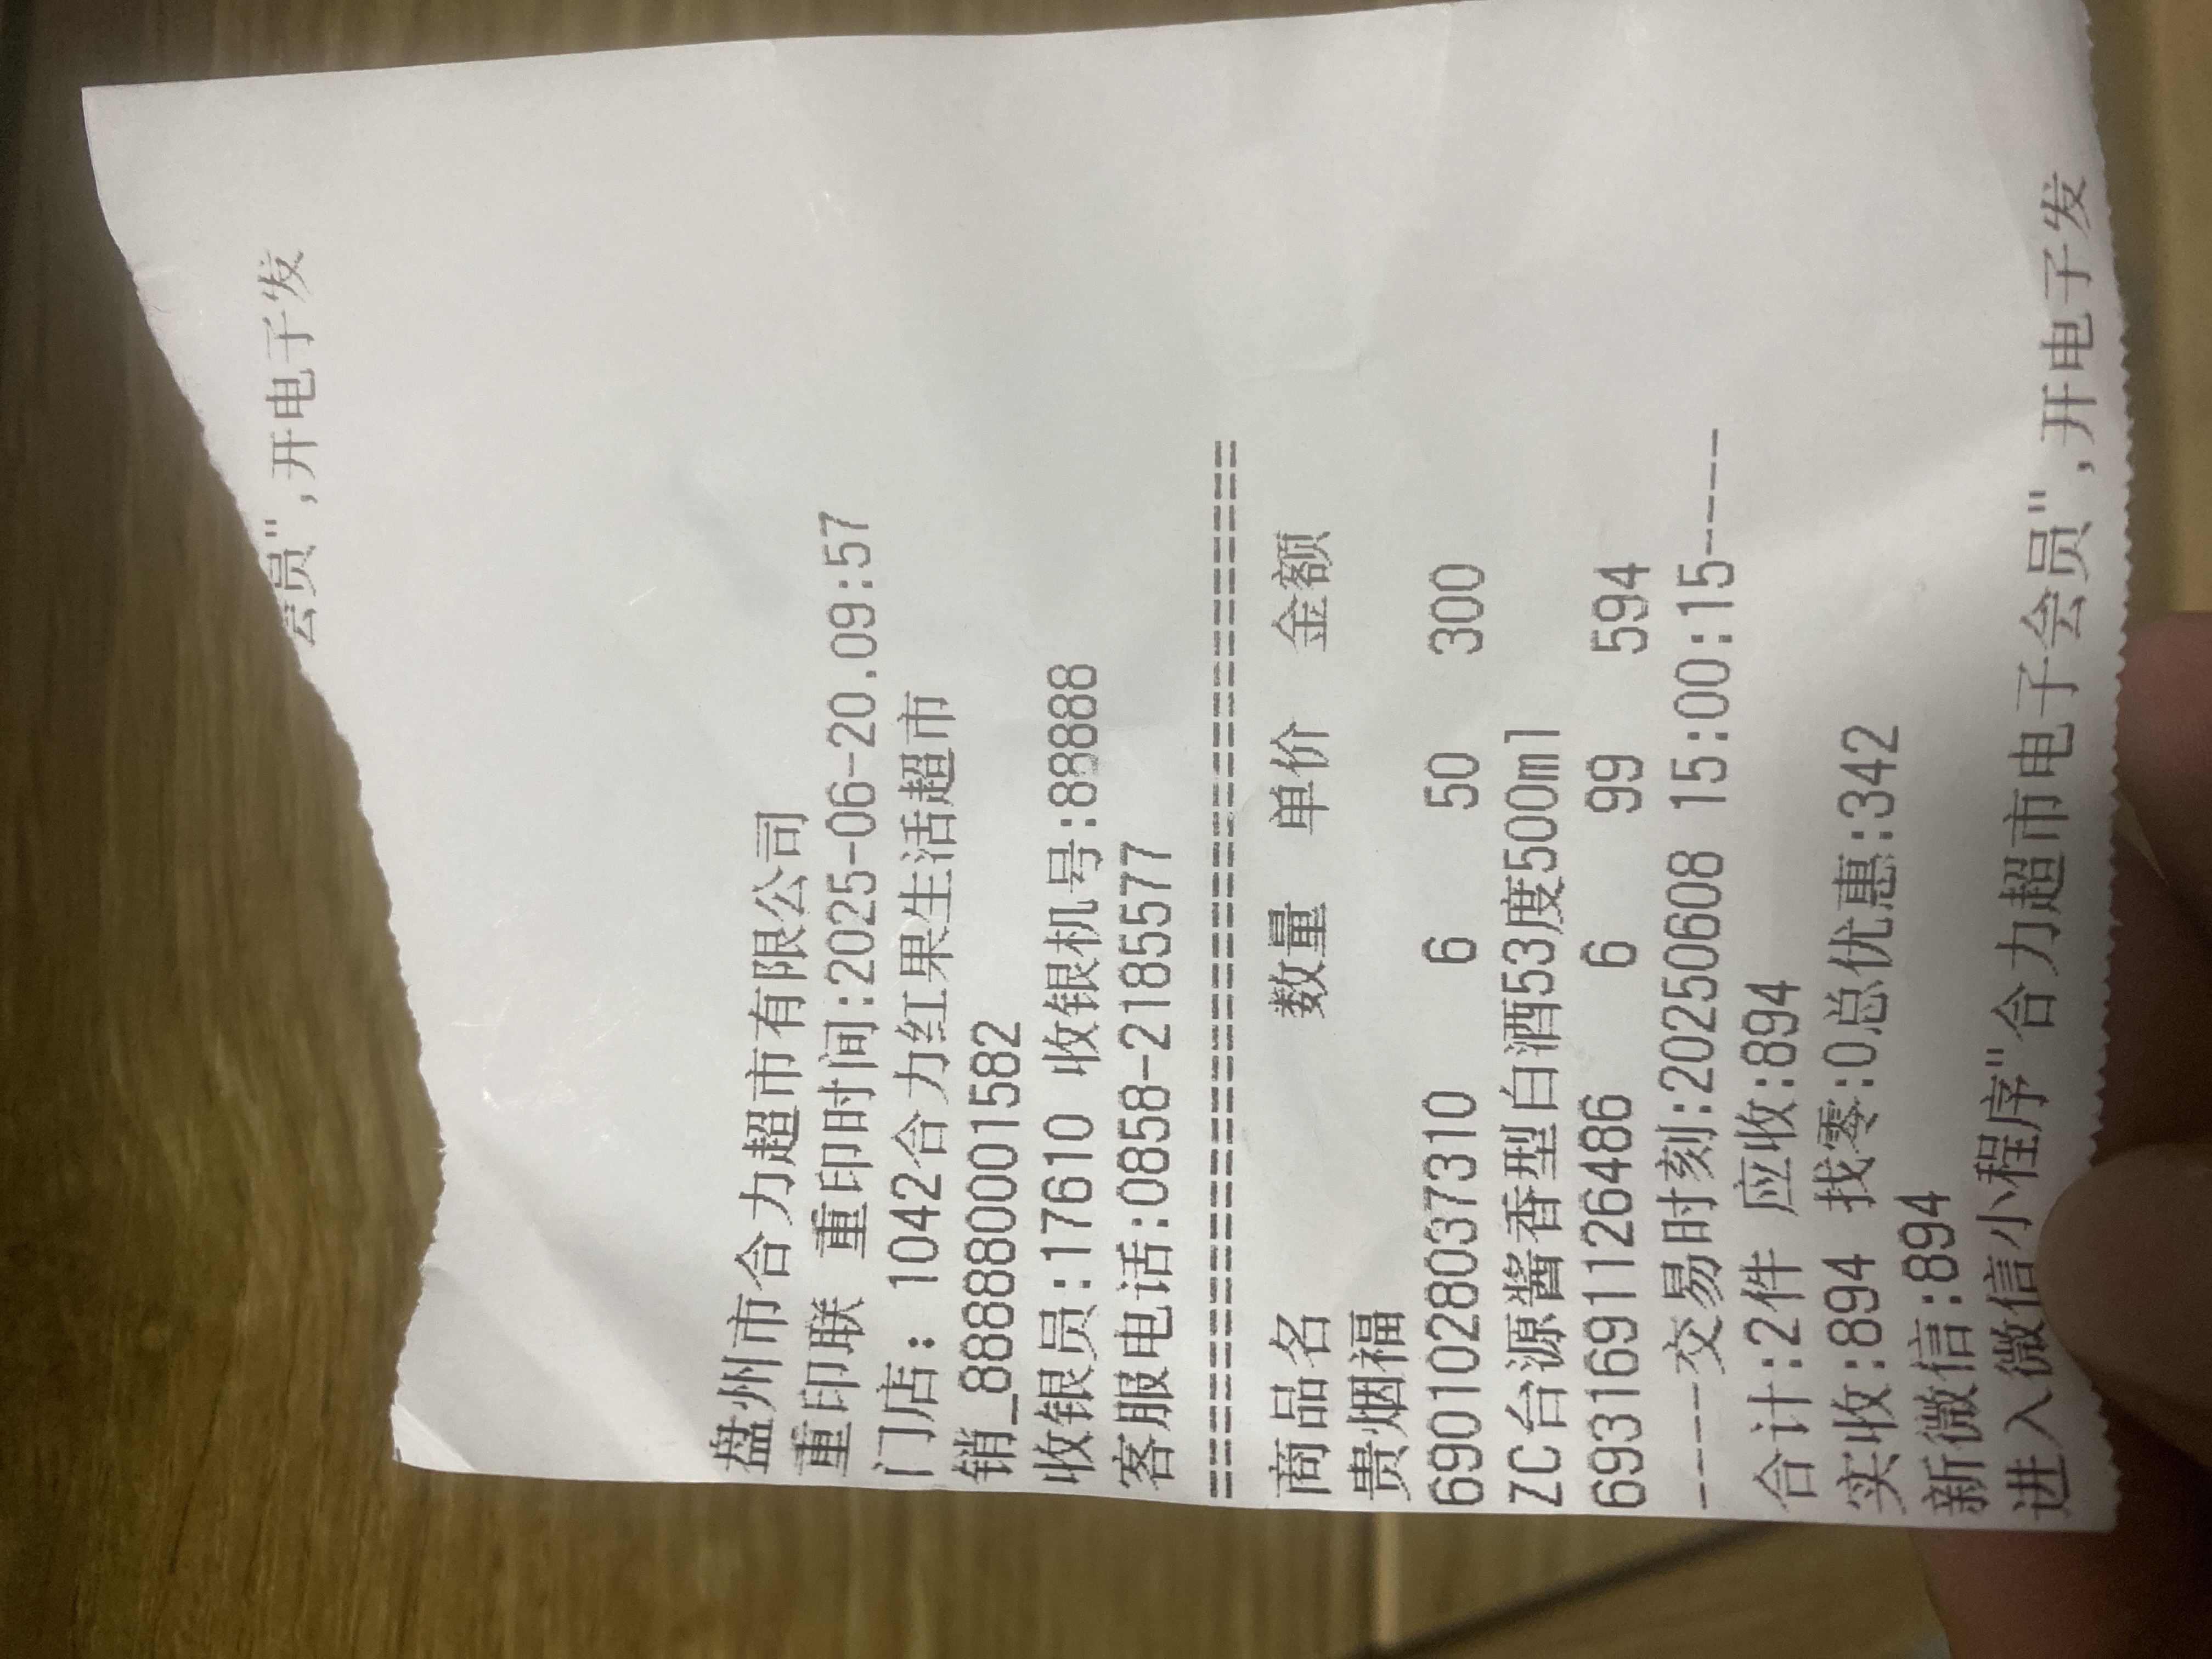 会员",开电子发
盘州市合力超市有限公司
重印联 重印时间:2025-06-20.09:57
门店: 1042合力红果生活超市
销_888880001582
收银员:17610 收银机号:88888
客服电话:0858-2185577
================================
商品名 数量 单价 金额
贵烟福
6901028037310 6 50 300
ZC台源酱香型白酒53度500ml
6931691126486 6 99 594
----交易时刻:20250608 15:00:15----
合计:2件 应收:894
实收:894 找零:0总优惠:342
新微信:894
进入微信小程序"合力超市电子会员",开电子发